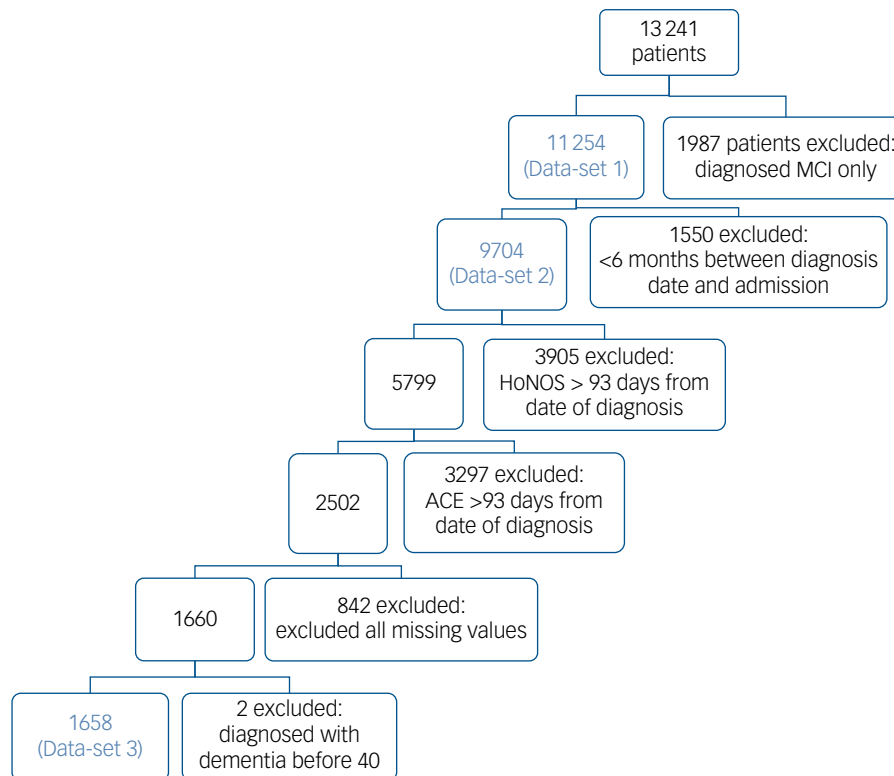 13 241
patients
11 254
(Data-set 1)
1987 patients excluded:
diagnosed MCI only
9704
(Data-set 2)
1550 excluded:
<6 months between diagnosis
date and admission
5799
3905 excluded:
HoNOS > 93 days from
date of diagnosis
2502
3297 excluded:
ACE >93 days from
date of diagnosis
1660
842 excluded:
excluded all missing values
1658
(Data-set 3)
2 excluded:
diagnosed with
dementia before 40